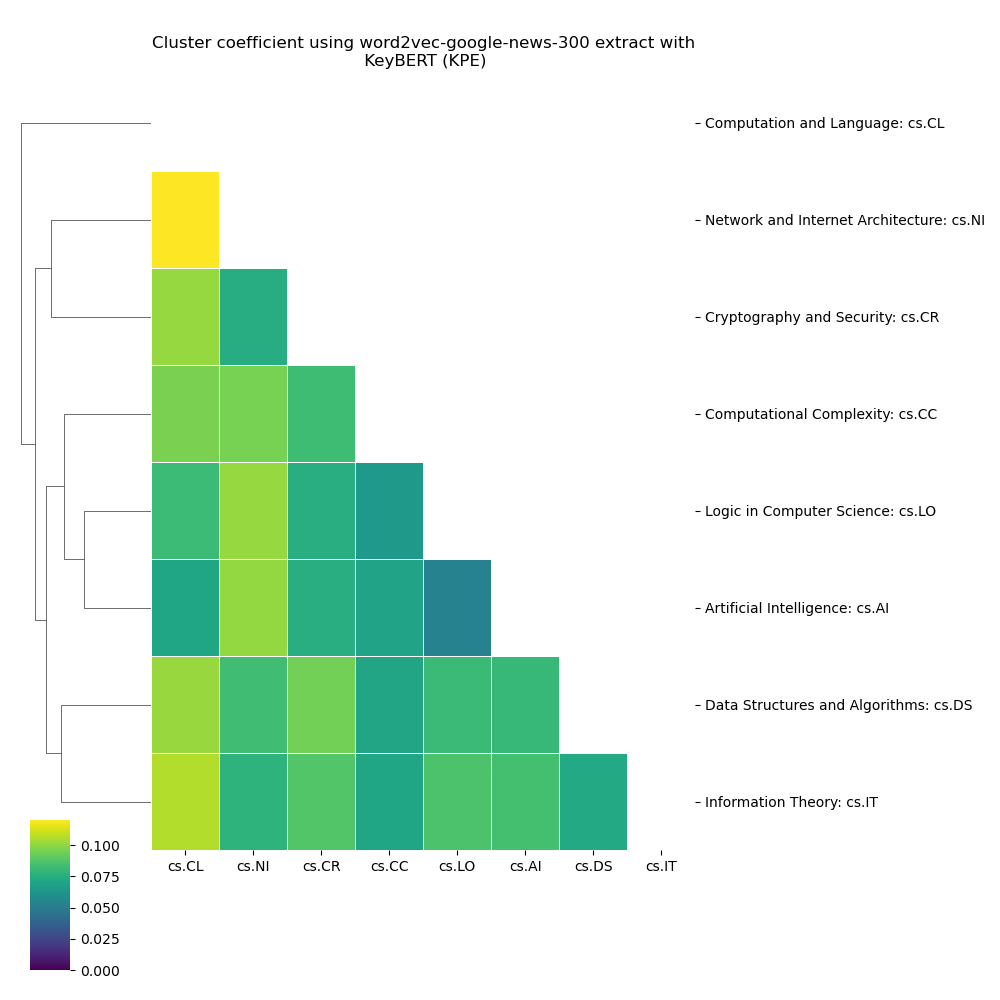 Cluster coefficient using word2vec-google-news-300 extract with
KeyBERT (KPE)
Computation and Language: cs.CL
Network and Internet Architecture: cs.NI
Cryptography and Security: cs.CR
Computational Complexity: cs.CC
Logic in Computer Science: cs.LO
Artificial Intelligence: cs.AI
Data Structures and Algorithms: cs.DS
Information Theory: cs.IT
cs.CL cs.NI cs.CR cs.CC cs.LO cs.AI cs.DS cs.IT
0.100
0.075
0.050
0.025
0.000